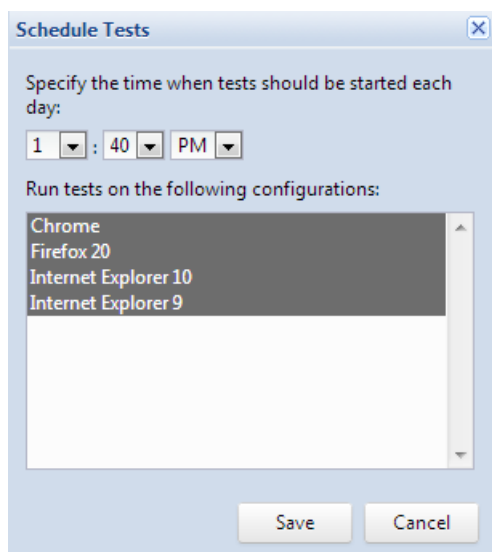 Schedule Tests
Specify the time when tests should be started each
day:
1 : 40 PM
Run tests on the following configurations:
Chrome
Firefox 20
Internet Explorer 10
Internet Explorer 9
Save Cancel